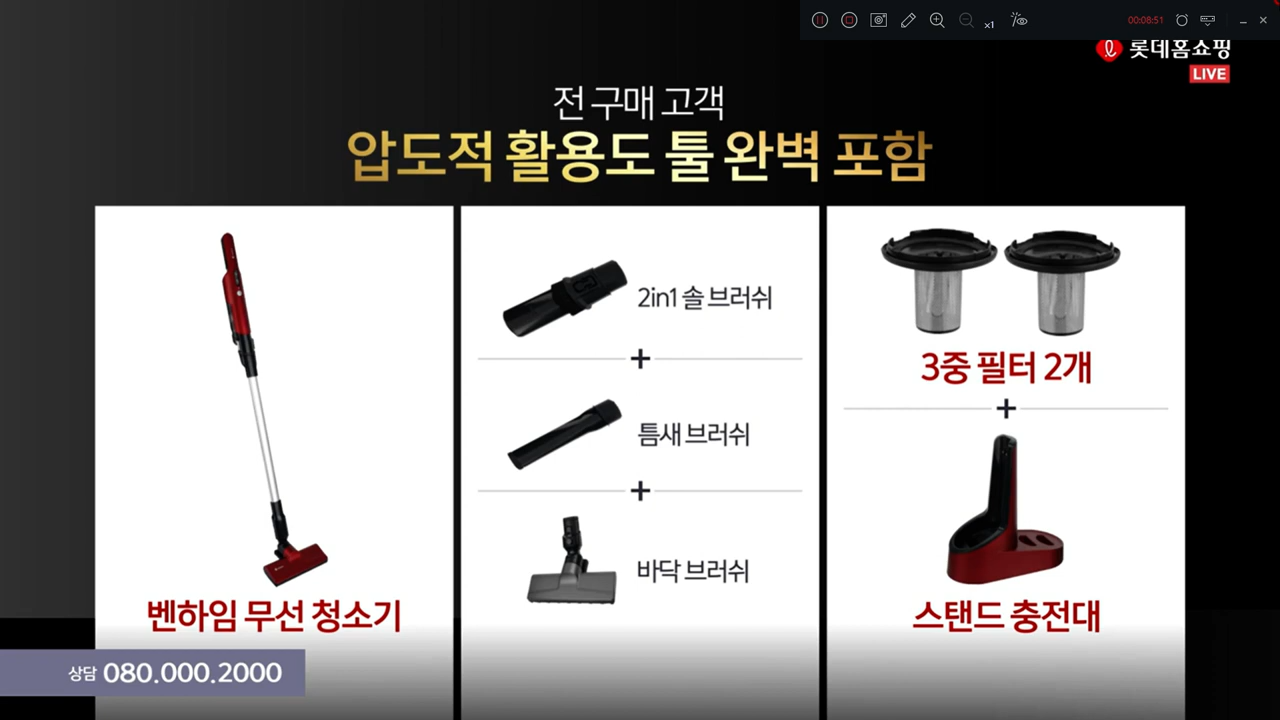 x1
00:08:51
롯데홈쇼핑
LIVE
전 구매 고객
압도적 활용도 툴 완벽 포함
2in1 솔 브러쉬
+
틈새 브러쉬
+
바닥 브러쉬
3중 필터 2개
+
스탠드 충전대
벤하임 무선 청소기
상담 080.000.2000